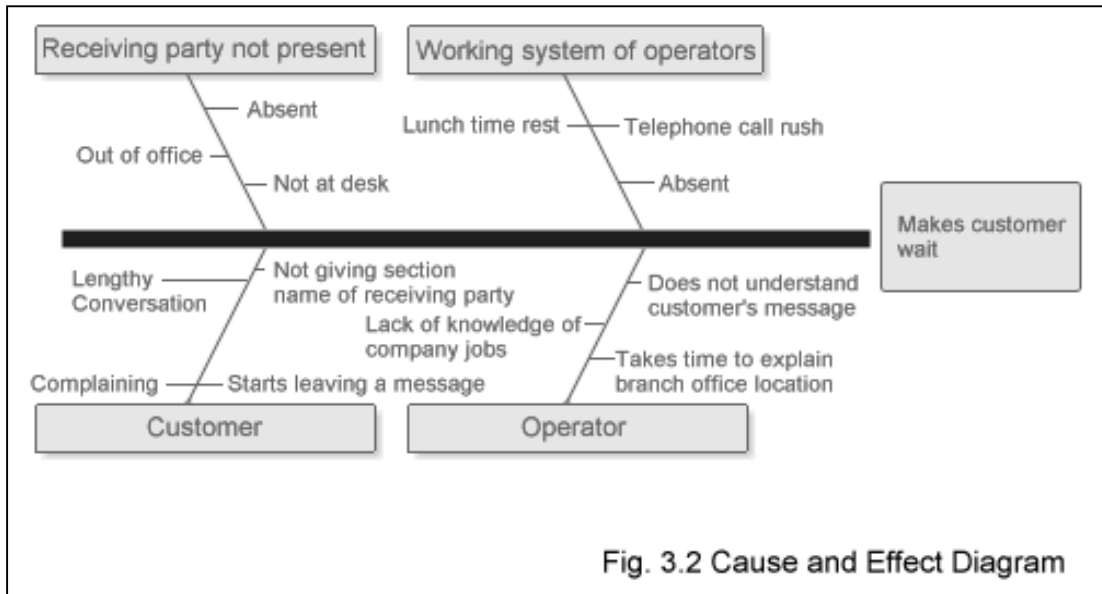 Receiving party not present
Working system of operators
Absent
Out of office
Not at desk
Lunch time rest
Telephone call rush
Absent
Makes customer
wait
Lengthy
Conversation
Not giving section
name of receiving party
Complaining
Starts leaving a message
Does not understand
customer's message
Lack of knowledge of
company jobs
Takes time to explain
branch office location
Customer
Operator
Fig. 3.2 Cause and Effect Diagram